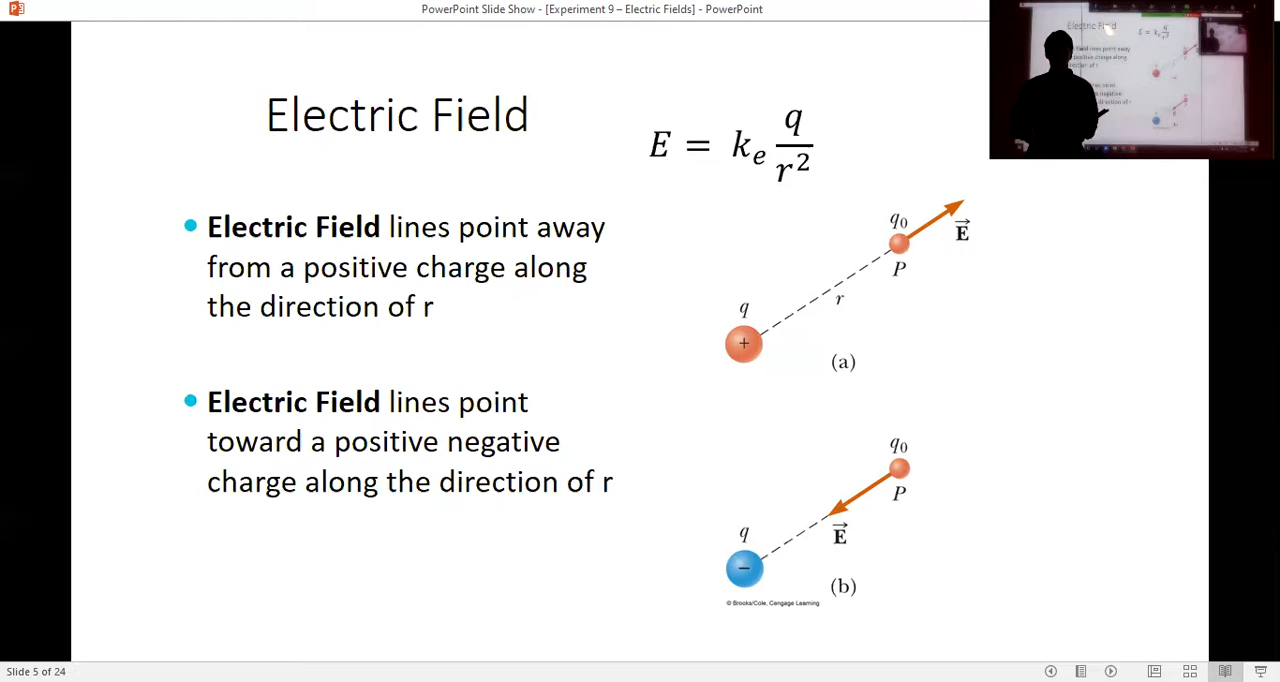 PowerPoint Slide Show - [Experiment 9 – Electric Fields] - PowerPoint
Electric Field
E = kₑ q/r²
Electric Field lines point away
from a positive charge along
the direction of r
q₀
E⃗
P
r
q
+
(a)
Electric Field lines point
toward a positive negative
charge along the direction of r
q₀
P
E⃗
q
−
(b)
© Brooks/Cole, Cengage Learning
Slide 5 of 24